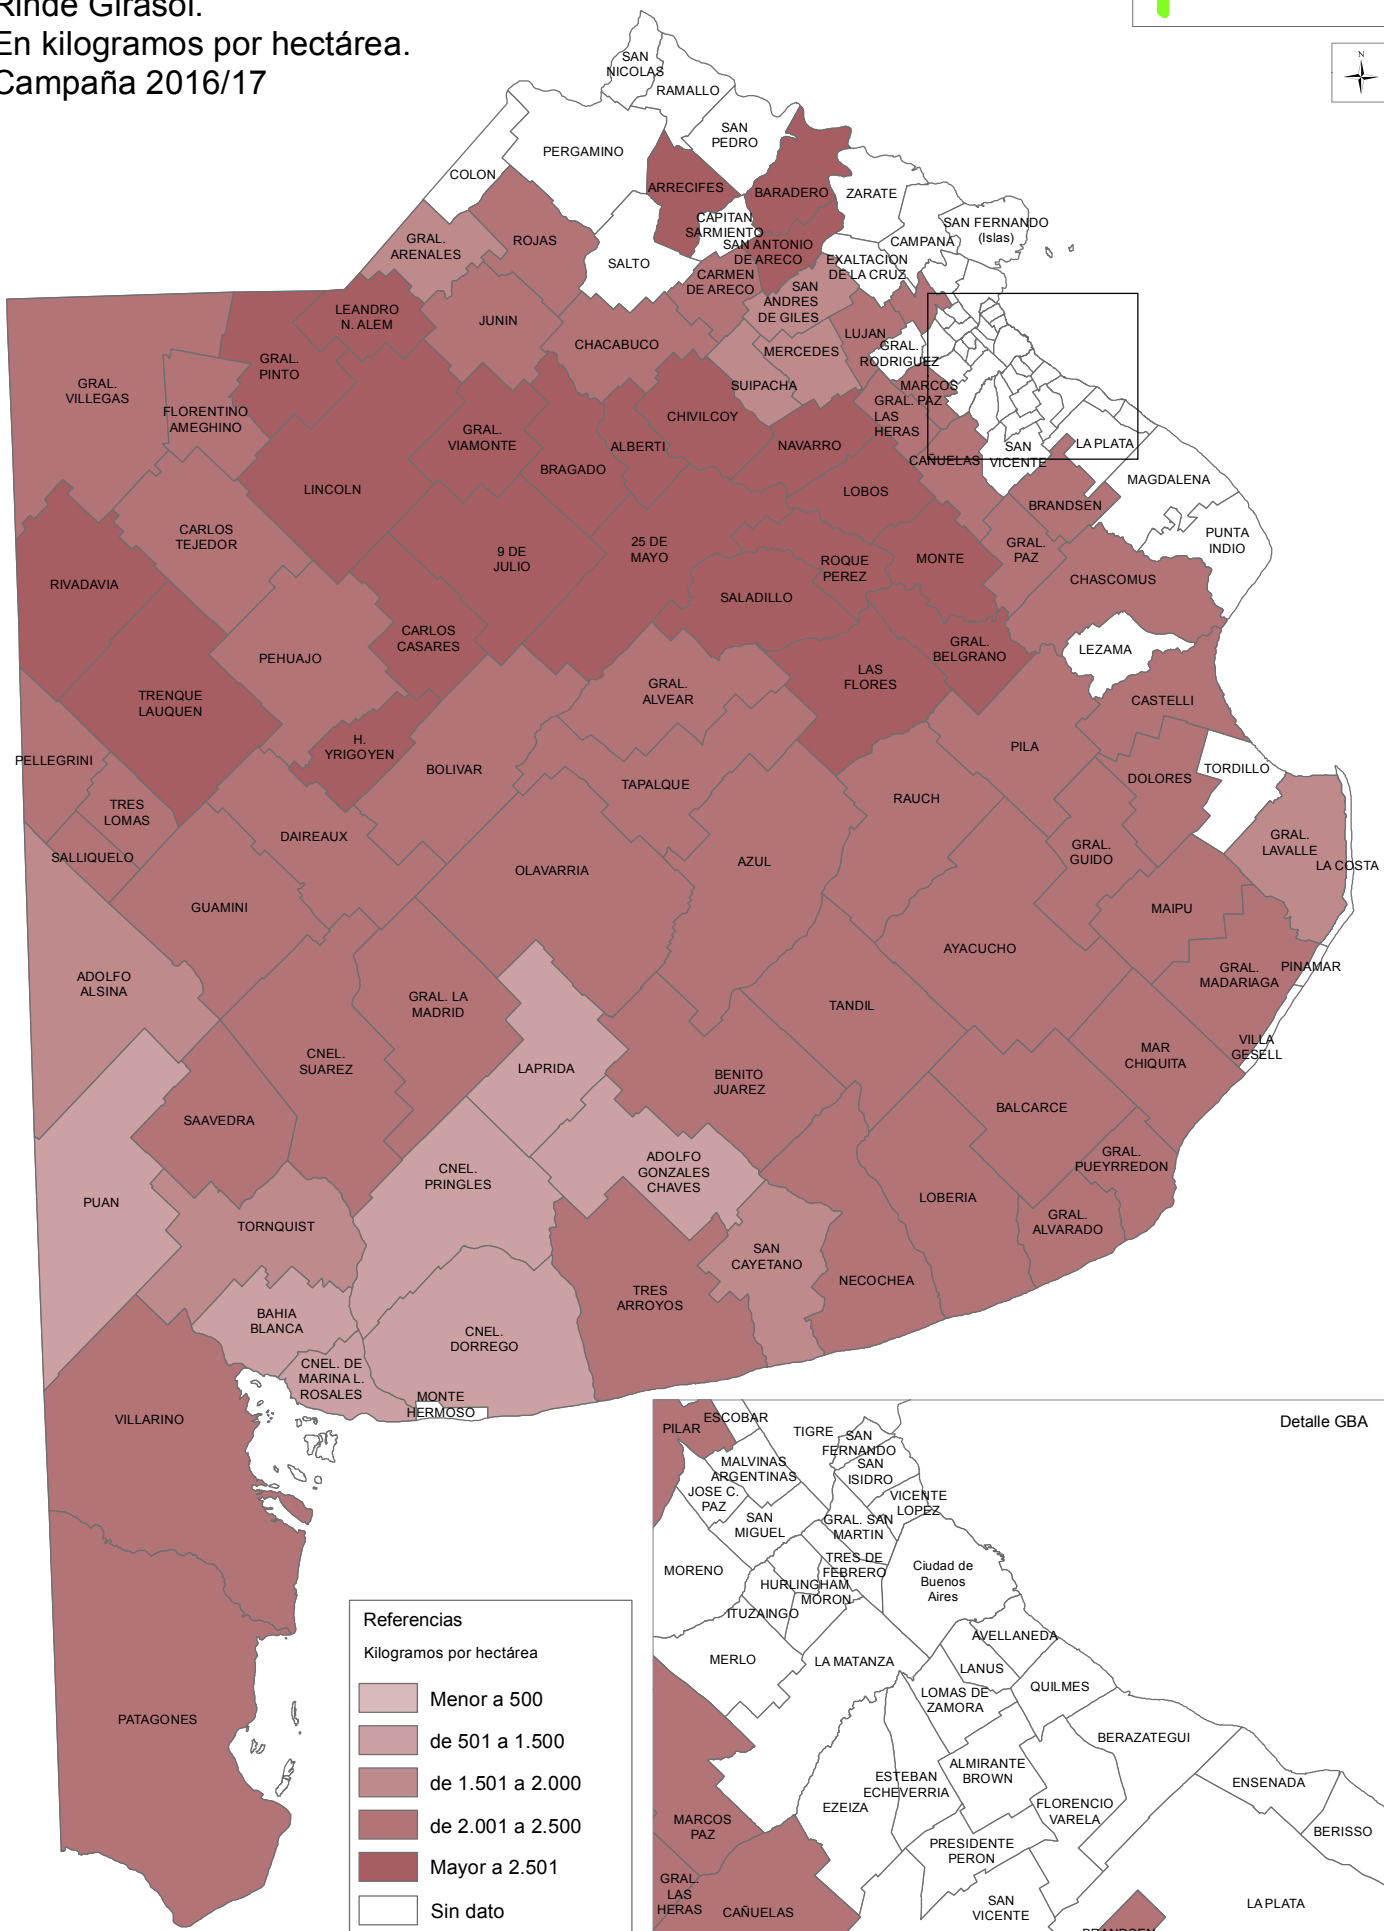 Rinde Girasol.
En kilogramos por hectárea.
Campaña 2016/17
N
SAN
NICOLAS
RAMALLO
SAN
PEDRO
PERGAMINO
COLON
ARRECIFES
BARADERO
ZARATE
CAPITAN
SARMIENTO
SAN FERNANDO
(Islas)
CAMPANA
GRAL.
ARENALES
ROJAS
SALTO
SAN ANTONIO
DE ARECO
EXALTACION
DE LA CRUZ
CARMEN
DE ARECO
SAN
ANDRES
DE GILES
LEANDRO
N. ALEM
JUNIN
CHACABUCO
MERCEDES
LUJAN
GRAL.
RODRIGUEZ
GRAL.
PINTO
GRAL.
VILLEGAS
FLORENTINO
AMEGHINO
SUIPACHA
MARCOS
PAZ
GRAL.
LAS
HERAS
CHIVILCOY
GRAL.
VIAMONTE
ALBERTI
BRAGADO
NAVARRO
LA PLATA
SAN
VICENTE
CAÑUELAS
MAGDALENA
LINCOLN
LOBOS
BRANDSEN
PUNTA
INDIO
CARLOS
TEJEDOR
9 DE
JULIO
25 DE
MAYO
ROQUE
PEREZ
MONTE
GRAL.
PAZ
CHASCOMUS
RIVADAVIA
SALADILLO
CARLOS
CASARES
PEHUAJO
GRAL.
BELGRANO
LEZAMA
LAS
FLORES
GRAL.
ALVEAR
TRENQUE
LAUQUEN
CASTELLI
H.
YRIGOYEN
PELLEGRINI
BOLIVAR
PILA
TORDILLO
DOLORES
TAPALQUE
RAUCH
TRES
LOMAS
DAIREAUX
GRAL.
GUIDO
GRAL.
LAVALLE
LA COSTA
SALLIQUELO
AZUL
OLAVARRIA
GUAMINI
MAIPU
AYACUCHO
ADOLFO
ALSINA
GRAL.
MADARIAGA
PINAMAR
GRAL. LA
MADRID
TANDIL
VILLA
GESELL
MAR
CHIQUITA
CNEL.
SUAREZ
LAPRIDA
BENITO
JUAREZ
BALCARCE
SAAVEDRA
GRAL.
PUEYRREDON
ADOLFO
GONZALES
CHAVES
CNEL.
PRINGLES
PUAN
LOBERIA
GRAL.
ALVARADO
TORNQUIST
SAN
CAYETANO
NECOCHEA
TRES
ARROYOS
BAHIA
BLANCA
CNEL.
DORREGO
CNEL. DE
MARINA L.
ROSALES
MONTE
HERMOSO
VILLARINO
PATAGONES
Referencias
Kilogramos por hectárea
Menor a 500
de 501 a 1.500
de 1.501 a 2.000
de 2.001 a 2.500
Mayor a 2.501
Sin dato
Detalle GBA
PILAR
ESCOBAR
TIGRE
SAN
FERNANDO
SAN
ISIDRO
MALVINAS
ARGENTINAS
JOSE C.
PAZ
VICENTE
LOPEZ
SAN
MIGUEL
GRAL. SAN
MARTIN
TRES DE
FEBRERO
MORENO
HURLINGHAM
MORON
Ciudad de
Buenos
Aires
ITUZAINGO
AVELLANEDA
MERLO
LA MATANZA
LANUS
QUILMES
LOMAS DE
ZAMORA
BERAZATEGUI
ALMIRANTE
BROWN
ESTEBAN
ECHEVERRIA
ENSENADA
EZEIZA
FLORENCIO
VARELA
MARCOS
PAZ
BERISSO
PRESIDENTE
PERON
GRAL.
LAS
HERAS
CAÑUELAS
SAN
VICENTE
LA PLATA
BRANDSEN